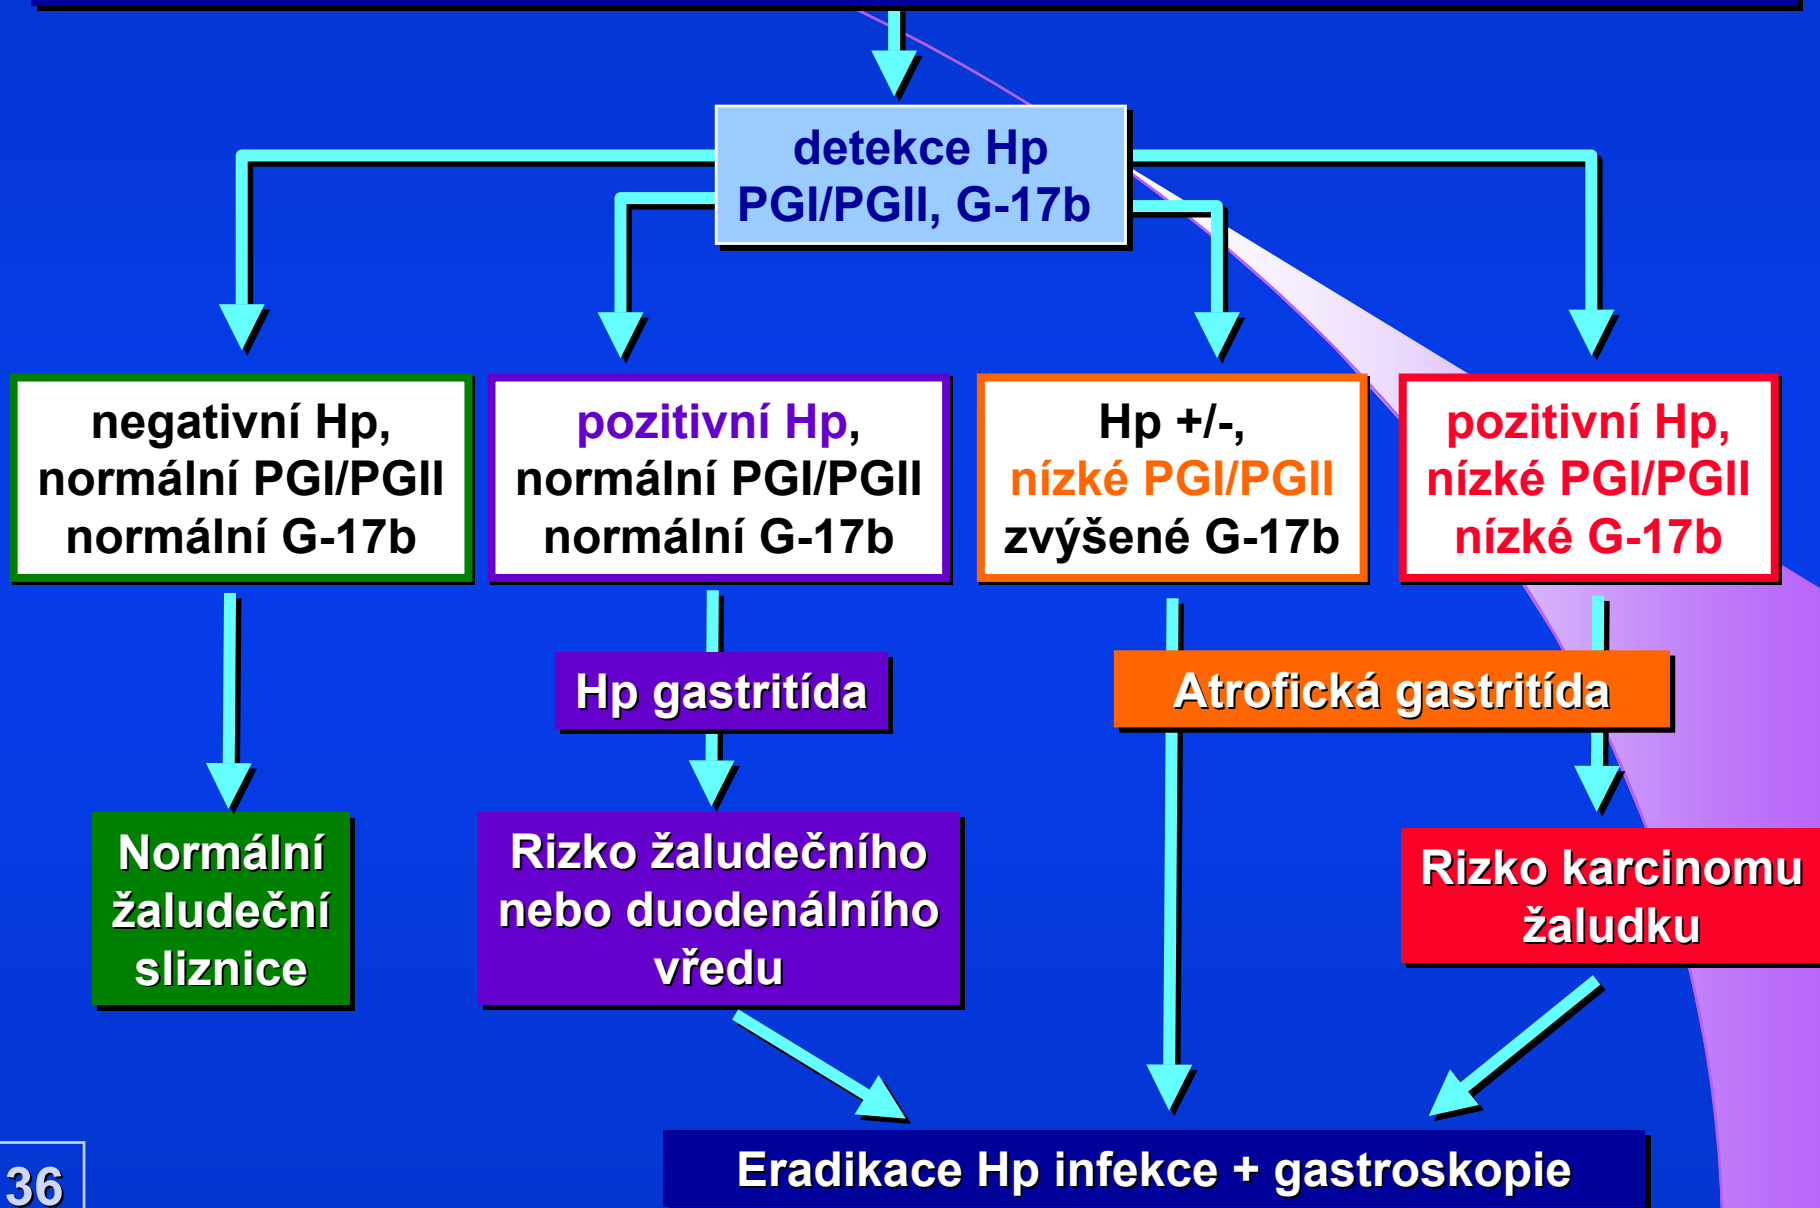 detekce Hp
PGI/PGII, G-17b
negativní Hp,
normální PGI/PGII
normální G-17b
pozitivní Hp,
normální PGI/PGII
normální G-17b
Hp +/-,
nízké PGI/PGII
zvýšené G-17b
pozitivní Hp,
nízké PGI/PGII
nízké G-17b
Hp gastritída
Atrofická gastritída
Normální
žaludeční
sliznice
Rizko žaludečního
nebo duodenálního
vředu
Rizko karcinomu
žaludku
Eradikace Hp infekce + gastroskopie
36